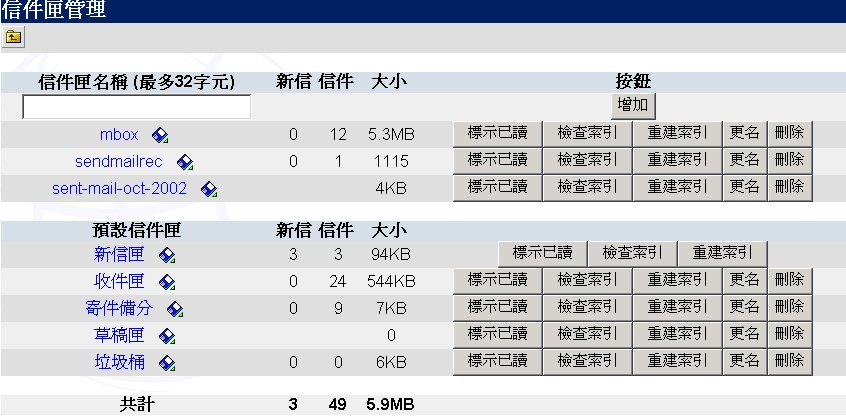 信件匣管理
信件匣名稱 (最多32字元) 新信 信件 大小 按鈕
增加
mbox 0 12 5.3MB 標示已讀 檢查索引 重建索引 更名 刪除
sendmailrec 0 1 1115 標示已讀 檢查索引 重建索引 更名 刪除
sent-mail-oct-2002 4KB 標示已讀 檢查索引 重建索引 更名 刪除
預設信件匣 新信 信件 大小
新信匣 3 3 94KB 標示已讀 檢查索引 重建索引
收件匣 0 24 544KB 標示已讀 檢查索引 重建索引 更名 刪除
寄件備分 0 9 7KB 標示已讀 檢查索引 重建索引 更名 刪除
草稿匣 0 標示已讀 檢查索引 重建索引 更名 刪除
垃圾桶 0 0 6KB 標示已讀 檢查索引 重建索引 更名 刪除
共計 3 49 5.9MB